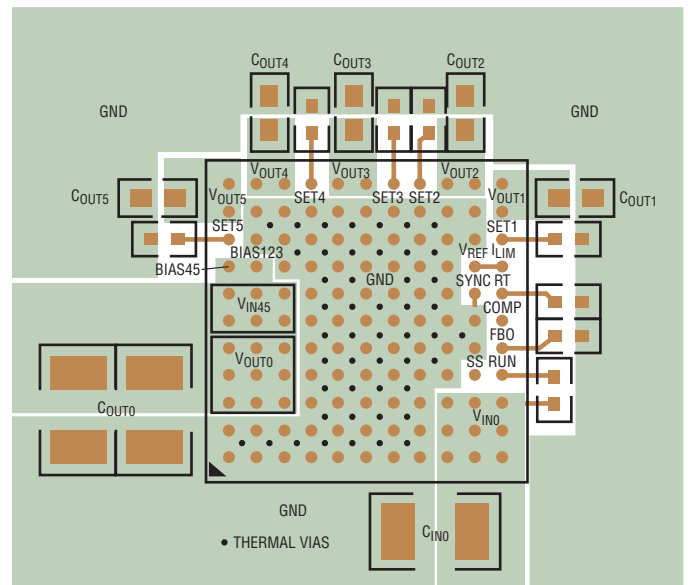 COUT4 COUT3 COUT2
GND GND
VOUT4 VOUT3 VOUT2
COUT5 VOUT5 SET4 SET3 SET2 VOUT1 COUT1
SET5 SET1
BIAS123 VREF ILIM
BIAS45 GND SYNC RT
VIN45 COMP
VOUT0 FBO
SS RUN
COUT0 VIN0
GND
CIN0
• THERMAL VIAS